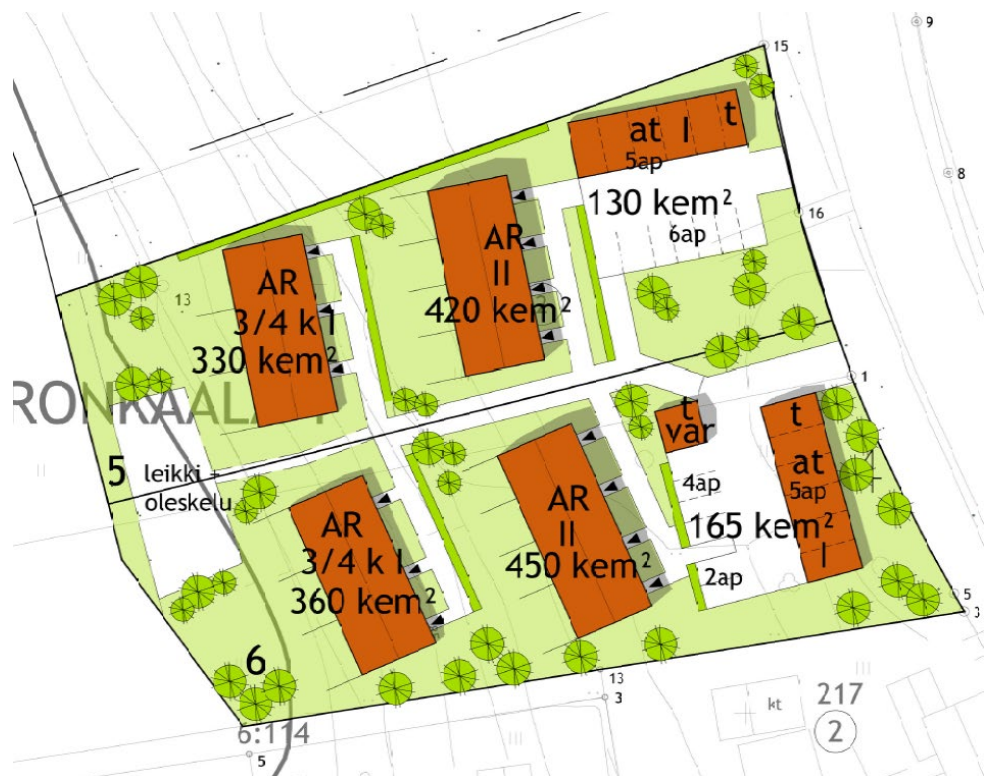 9
15
8
at I t
5ap
130 kem²
6ap
16
AR
II
420 kem²
AR
3/4 k I
330 kem²
13
1
5 leikki +
oleskelu
t
var
t
at
5ap
I
4ap
165 kem²
2ap
AR
II
450 kem²
AR
3/4 k I
360 kem²
6
5
3
13
3
kt
217
2
6:114
5